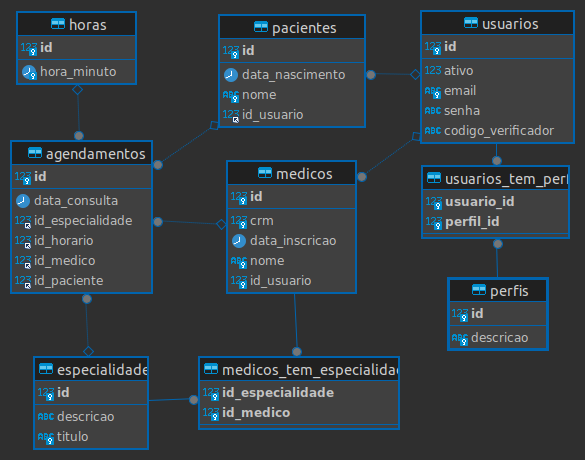 horas
123 id
hora_minuto
pacientes
123 id
data_nascimento
ABC nome
123 id_usuario
usuarios
123 id
123 ativo
ABC email
ABC senha
ABC codigo_verificador
agendamentos
123 id
data_consulta
123 id_especialidade
123 id_horario
123 id_medico
123 id_paciente
medicos
123 id
ABC crm
data_inscricao
ABC nome
123 id_usuario
usuarios_tem_perf
123 usuario_id
123 perfil_id
perfis
123 id
ABC descricao
especialidade
123 id
ABC descricao
ABC titulo
medicos_tem_especialida
123 id_especialidade
123 id_medico